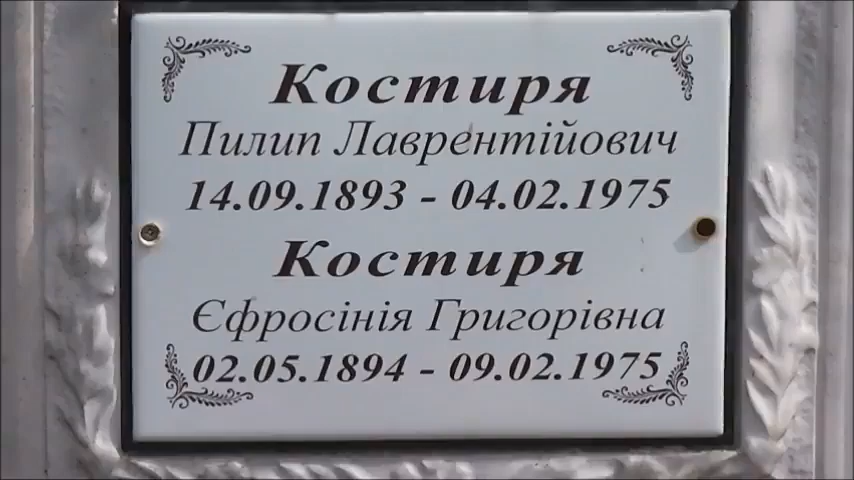 Костиря
Пилип Лаврентійович
14.09.1893 - 04.02.1975
Костиря
Єфросінія Григорівна
02.05.1894 - 09.02.1975